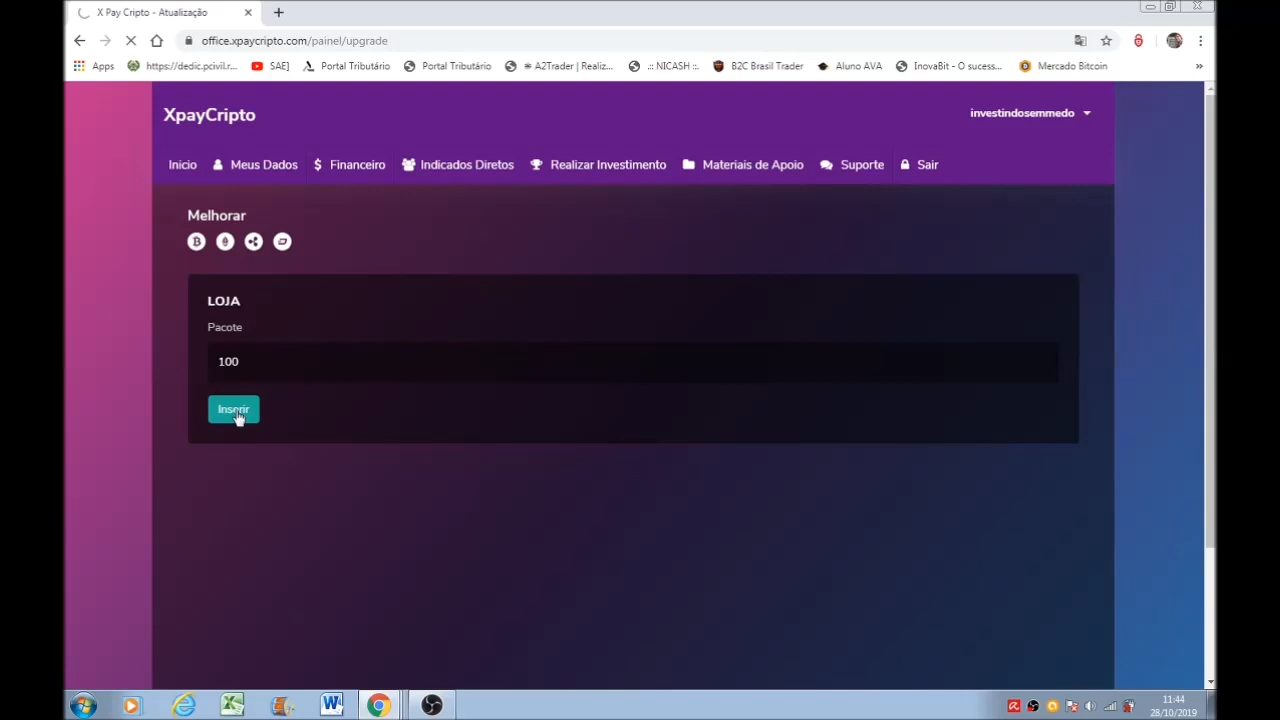 X Pay Cripto - Atualização
office.xpaycripto.com/painel/upgrade
Apps https://dedic.pcivil.r... SAEJ Portal Tributário Portal Tributário A2Trader | Realiz... .:: NICASH :: B2C Brasil Trader Aluno AVA InovaBit - O sucess... Mercado Bitcoin »
XpayCripto
investindosemmedo
Inicio Meus Dados Financeiro Indicados Diretos Realizar Investimento Materiais de Apoio Suporte Sair
Melhorar
LOJA
Pacote
100
Inserir
11:44
28/10/2019